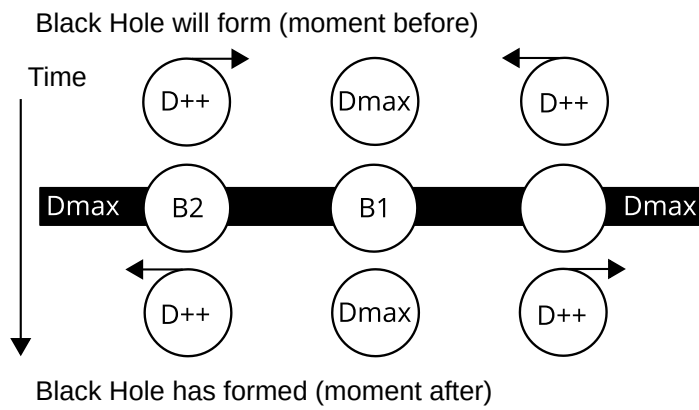 Black Hole will form (moment before)
Time
D++ Dmax D++
Dmax B2 B1 Dmax
D++ Dmax D++
Black Hole has formed (moment after)